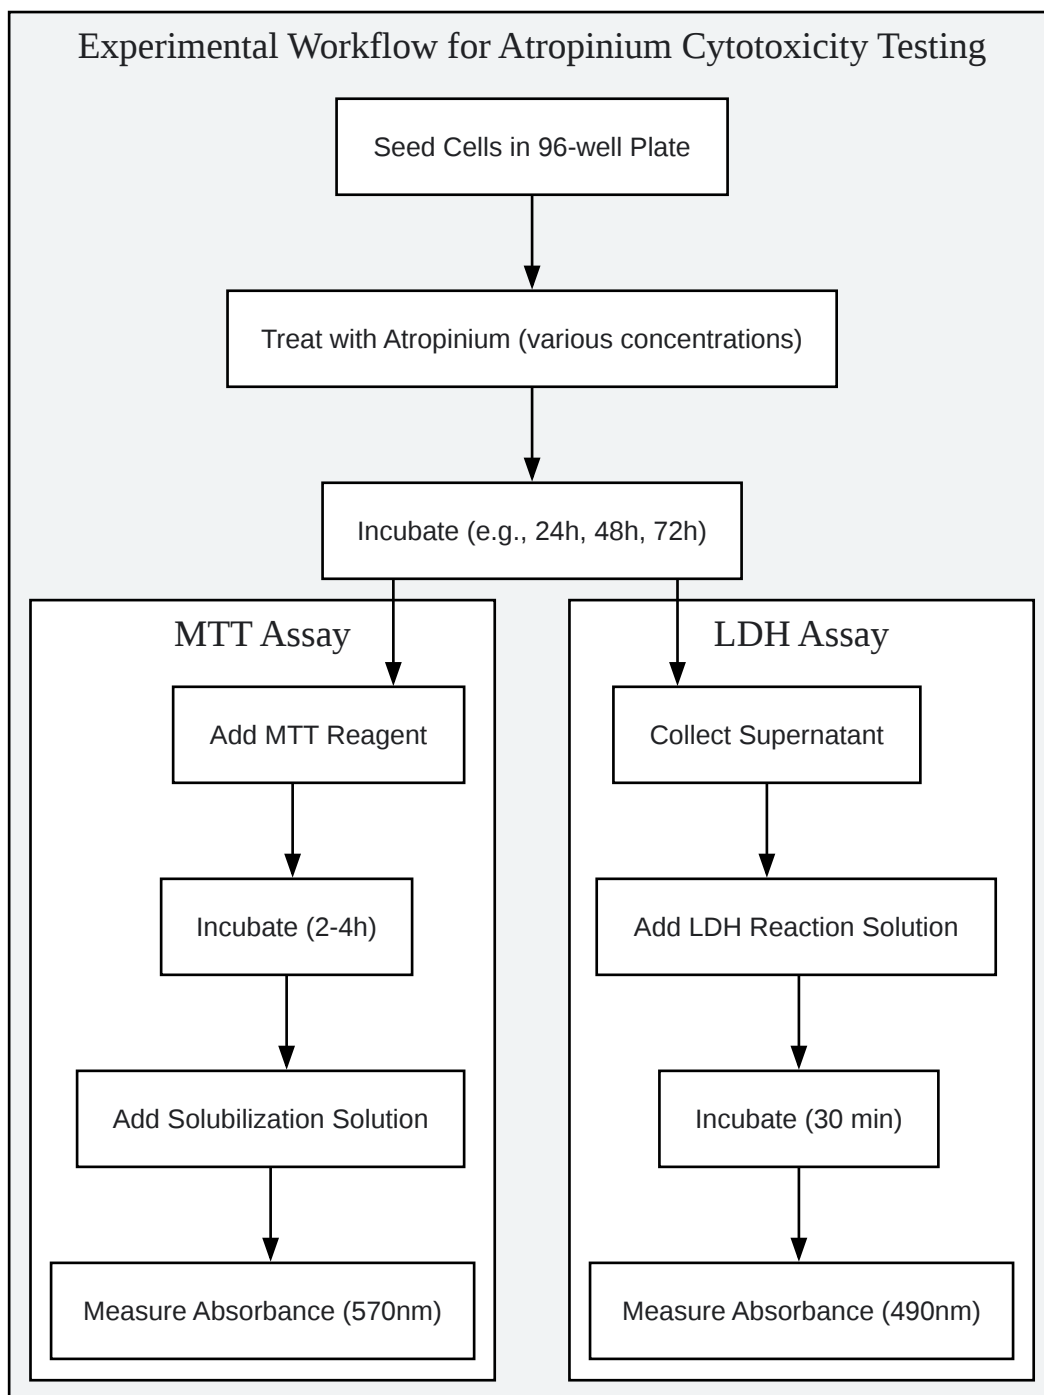 Experimental Workflow for Atropinium Cytotoxicity Testing
Seed Cells in 96-well Plate
Treat with Atropinium (various concentrations)
Incubate (e.g., 24h, 48h, 72h)
MTT Assay
Add MTT Reagent
Incubate (2-4h)
Add Solubilization Solution
Measure Absorbance (570nm)
LDH Assay
Collect Supernatant
Add LDH Reaction Solution
Incubate (30 min)
Measure Absorbance (490nm)